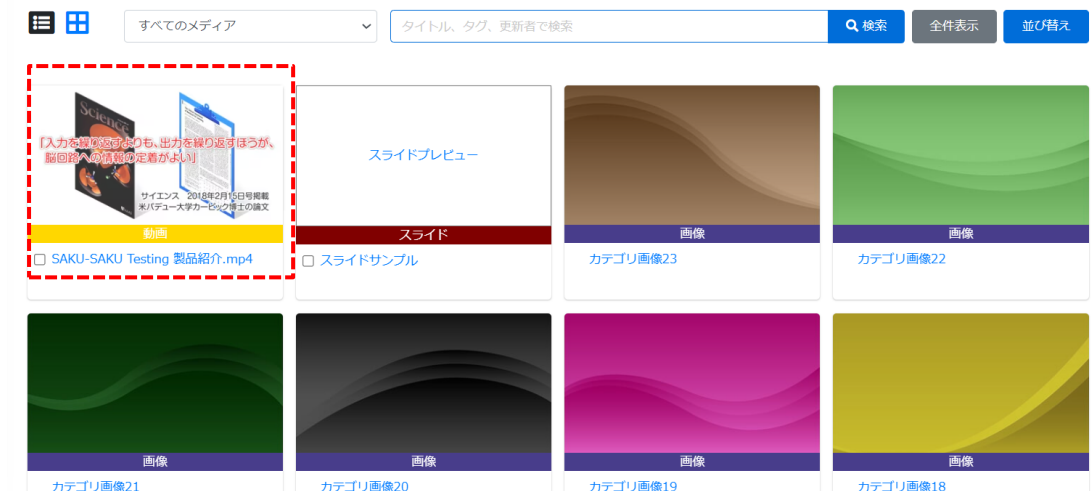 すべてのメディア
タイトル、タグ、更新者で検索
検索
全件表示
並び替え
Science
「入力を繰り返すよりも、出力を繰り返すほうが、
脳回路への情報の定着がよい」
サイエンス 2018年2月15日号掲載
米パデュー大学カーピック博士の論文
動画
SAKU-SAKU Testing 製品紹介.mp4
スライドプレビュー
スライド
スライドサンプル
画像
カテゴリ画像23
画像
カテゴリ画像22
画像
カテゴリ画像21
画像
カテゴリ画像20
画像
カテゴリ画像19
画像
カテゴリ画像18